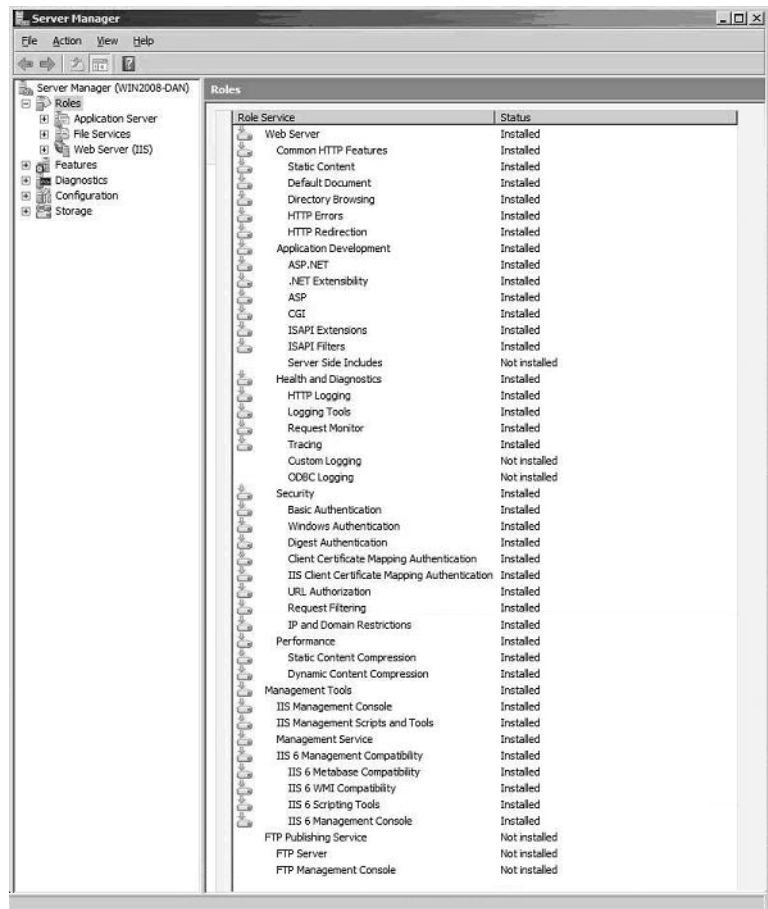 Server Manager
File Action View Help
Server Manager (WIN2008-DAN)
Roles
Application Server
File Services
Web Server (IIS)
Features
Diagnostics
Configuration
Storage
Roles
Role Service Status
Web Server Installed
Common HTTP Features Installed
Static Content Installed
Default Document Installed
Directory Browsing Installed
HTTP Errors Installed
HTTP Redirection Installed
Application Development Installed
ASP.NET Installed
.NET Extensibility Installed
ASP Installed
CGI Installed
ISAPI Extensions Installed
ISAPI Filters Installed
Server Side Includes Not installed
Health and Diagnostics Installed
HTTP Logging Installed
Logging Tools Installed
Request Monitor Installed
Tracing Installed
Custom Logging Not installed
ODBC Logging Not installed
Security Installed
Basic Authentication Installed
Windows Authentication Installed
Digest Authentication Installed
Client Certificate Mapping Authentication Installed
IIS Client Certificate Mapping Authentication Installed
URL Authorization Installed
Request Filtering Installed
IP and Domain Restrictions Installed
Performance Installed
Static Content Compression Installed
Dynamic Content Compression Installed
Management Tools Installed
IIS Management Console Installed
IIS Management Scripts and Tools Installed
Management Service Installed
IIS 6 Management Compatibility Installed
IIS 6 Metabase Compatibility Installed
IIS 6 WMI Compatibility Installed
IIS 6 Scripting Tools Installed
IIS 6 Management Console Installed
FTP Publishing Service Not installed
FTP Server Not installed
FTP Management Console Not installed